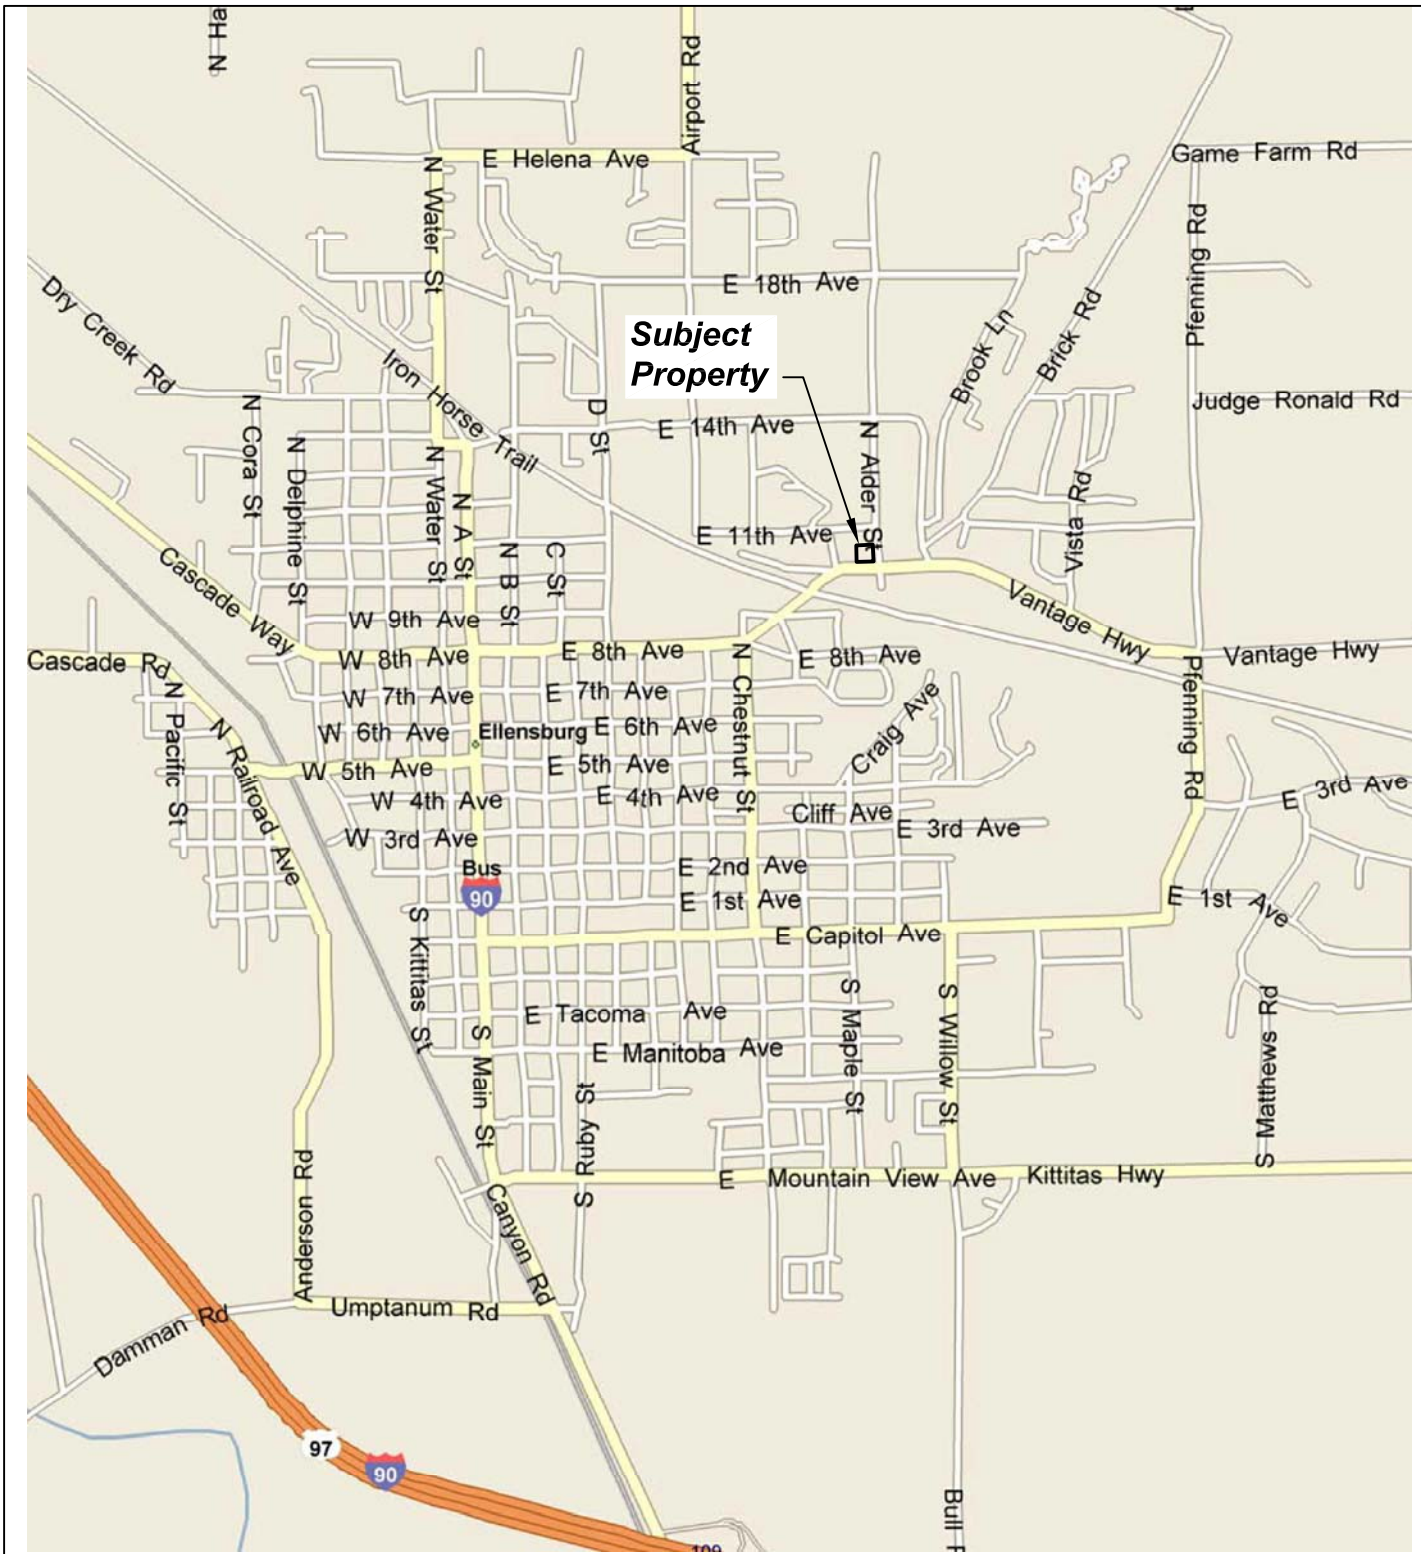 N Ha
Airport Rd
E Helena Ave
Game Farm Rd
N Water St
Pfenning Rd
E 18th Ave
Dry Creek Rd
Brook Ln
Brick Rd
Subject
Property
Iron Horse Trail
Judge Ronald Rd
N Cora St
D St
E 14th Ave
N Alder St
N Delphine St
N Water St
N A St
Vista Rd
E 11th Ave
N B St
C St
Cascade Way
Vantage Hwy
W 9th Ave
Cascade Rd
W 8th Ave
E 8th Ave
E 8th Ave
Vantage Hwy
N Pacific St
W 7th Ave
E 7th Ave
N Chestnut St
Craig Ave
Pfenning Rd
N Railroad Ave
W 6th Ave
Ellensburg
E 6th Ave
W 5th Ave
E 5th Ave
W 4th Ave
E 4th Ave
Cliff Ave
E 3rd Ave
W 3rd Ave
E 3rd Ave
Bus
90
E 2nd Ave
E 1st Ave
E 1st Ave
S Kittitas St
E Capitol Ave
S Maple St
S Willow St
S Matthews Rd
E Tacoma Ave
S Main St
E Manitoba Ave
S Ruby St
Anderson Rd
E Mountain View Ave
Kittitas Hwy
Canyon Rd
Umptanum Rd
Damman Rd
97
90
Bull
109